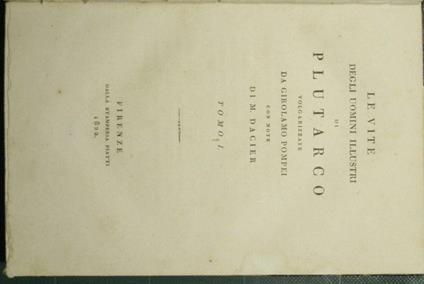 LE VITE
DEGLI UOMINI ILLUSTRI
DI
PLUTARCO
VOLGARIZZATE
DA GIROLAMO POMPEI
CON NOTE
DI M. DACIER
TOMO I.
FIRENZE
DALLA STAMPERIA PIATTI
1822.